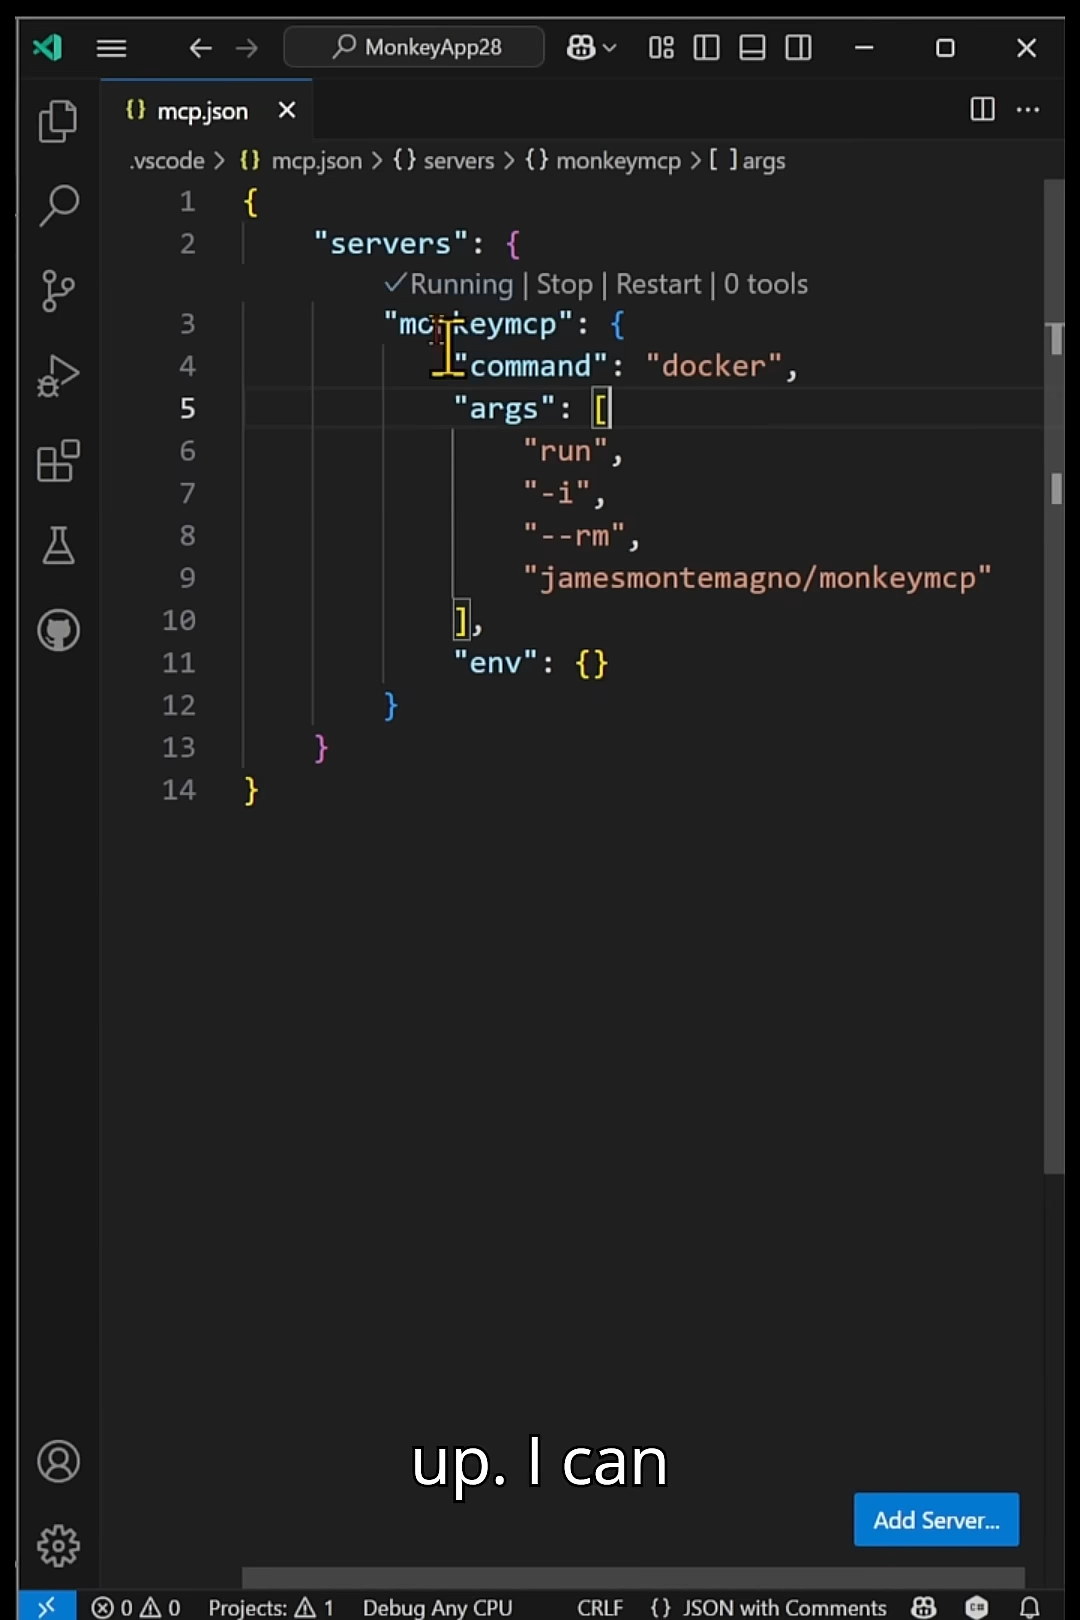 MonkeyApp28
{} mcp.json
.vscode > {} mcp.json > {} servers > {} monkeymcp > [ ] args
1 {
2 "servers": {
✓Running | Stop | Restart | 0 tools
3 "monkeymcp": {
4 "command": "docker",
5 "args": [
6 "run",
7 "-i",
8 "--rm",
9 "jamesmontemagno/monkeymcp"
10 ],
11 "env": {}
12 }
13 }
14 }
up. I can
Add Server...
0 0 Projects: 1 Debug Any CPU CRLF {} JSON with Comments C#